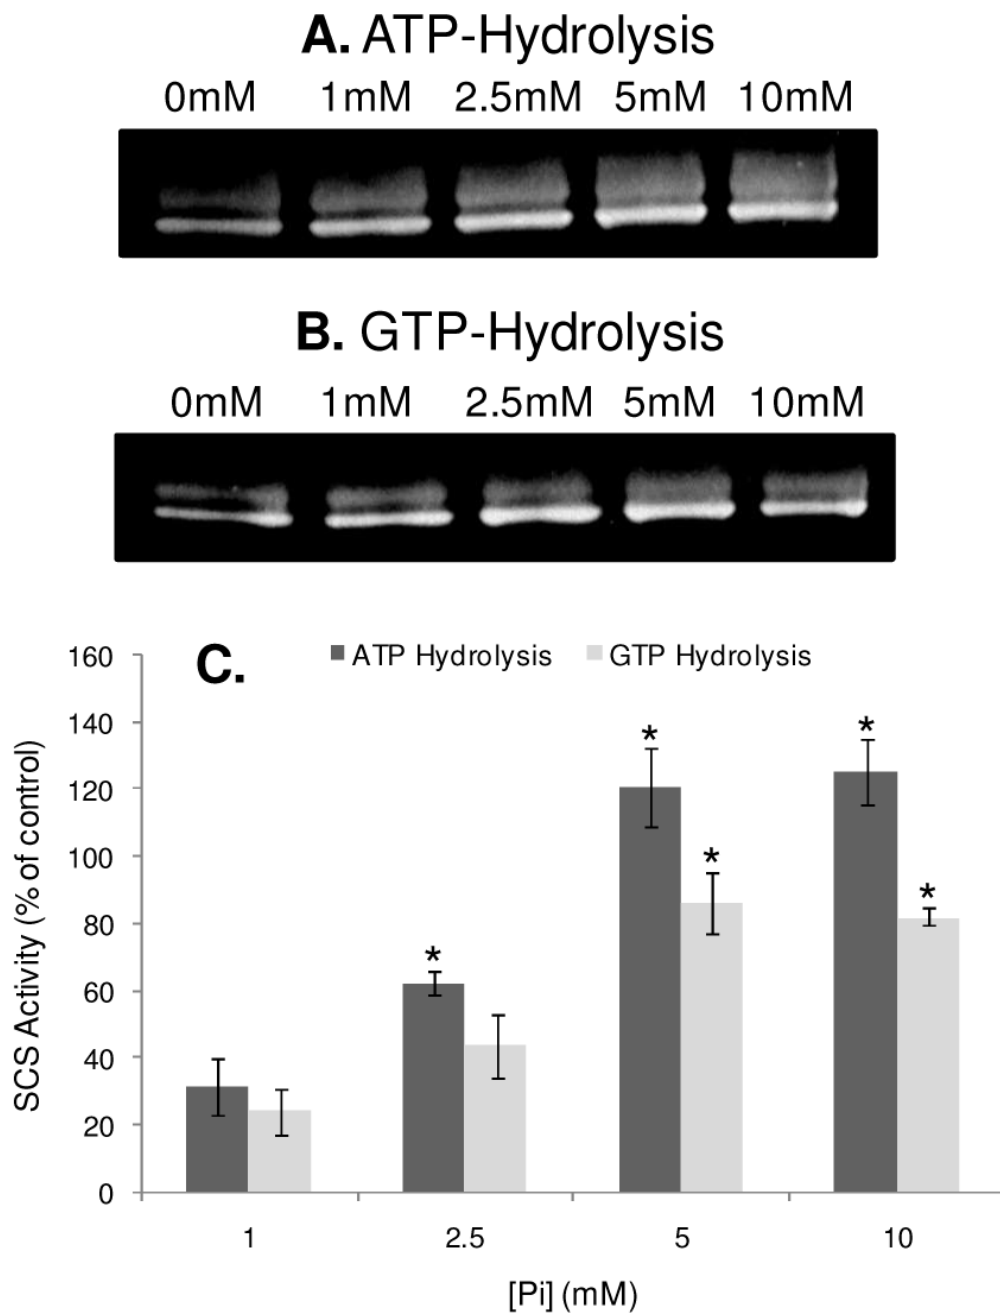 A. ATP-Hydrolysis
0mM 1mM 2.5mM 5mM 10mM
B. GTP-Hydrolysis
0mM 1mM 2.5mM 5mM 10mM
C.
ATP Hydrolysis GTP Hydrolysis
SCS Activity (% of control)
160
140
120
100
80
60
40
20
0
* * * * *
1 2.5 5 10
[Pi] (mM)